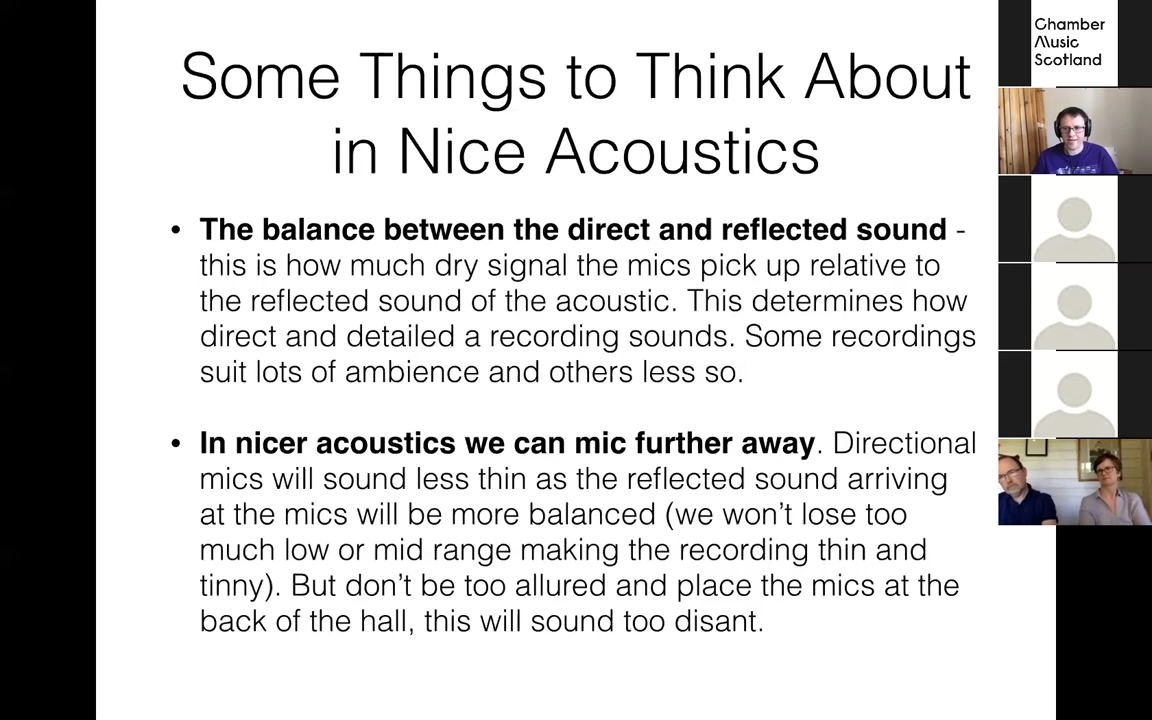 Some Things to Think About
in Nice Acoustics
• The balance between the direct and reflected sound -
this is how much dry signal the mics pick up relative to
the reflected sound of the acoustic. This determines how
direct and detailed a recording sounds. Some recordings
suit lots of ambience and others less so.
• In nicer acoustics we can mic further away. Directional
mics will sound less thin as the reflected sound arriving
at the mics will be more balanced (we won’t lose too
much low or mid range making the recording thin and
tinny). But don’t be too allured and place the mics at the
back of the hall, this will sound too disant.
Chamber
Music
Scotland